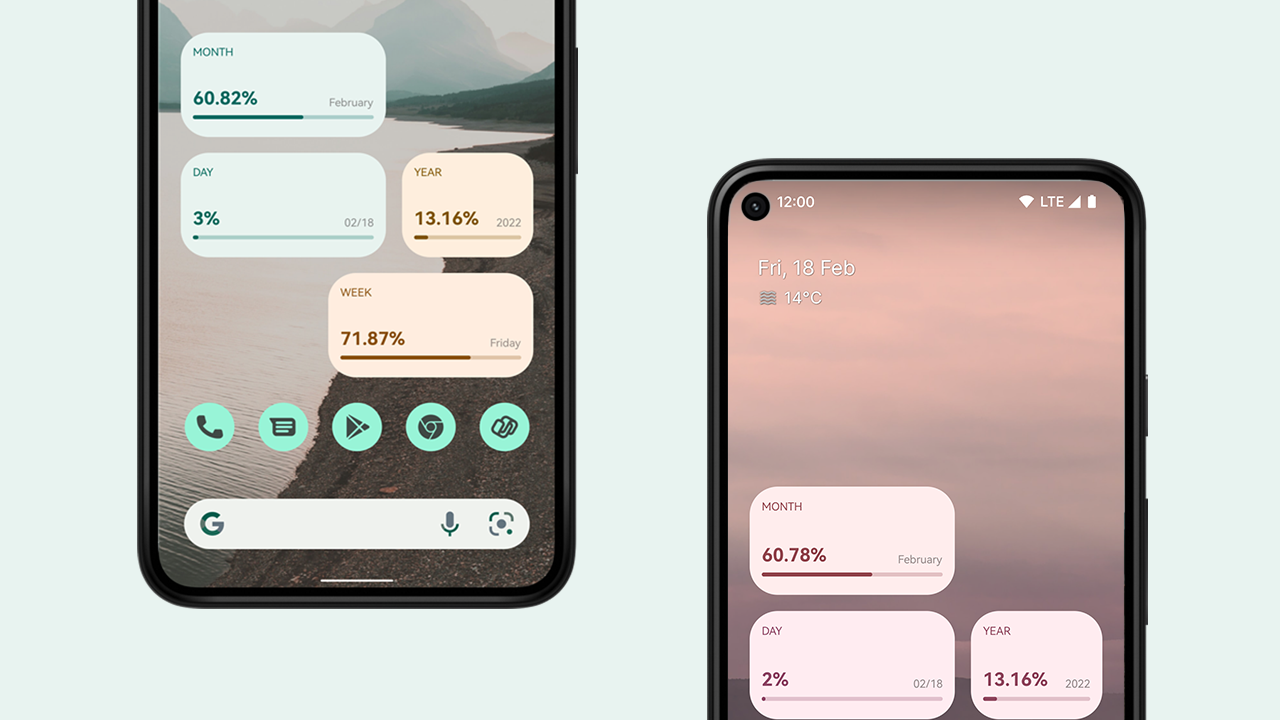 MONTH
60.82% February
DAY
3% 02/18
YEAR
13.16% 2022
WEEK
71.87% Friday
G
12:00 LTE
Fri, 18 Feb
14°C
MONTH
60.78% February
DAY
2% 02/18
YEAR
13.16% 2022